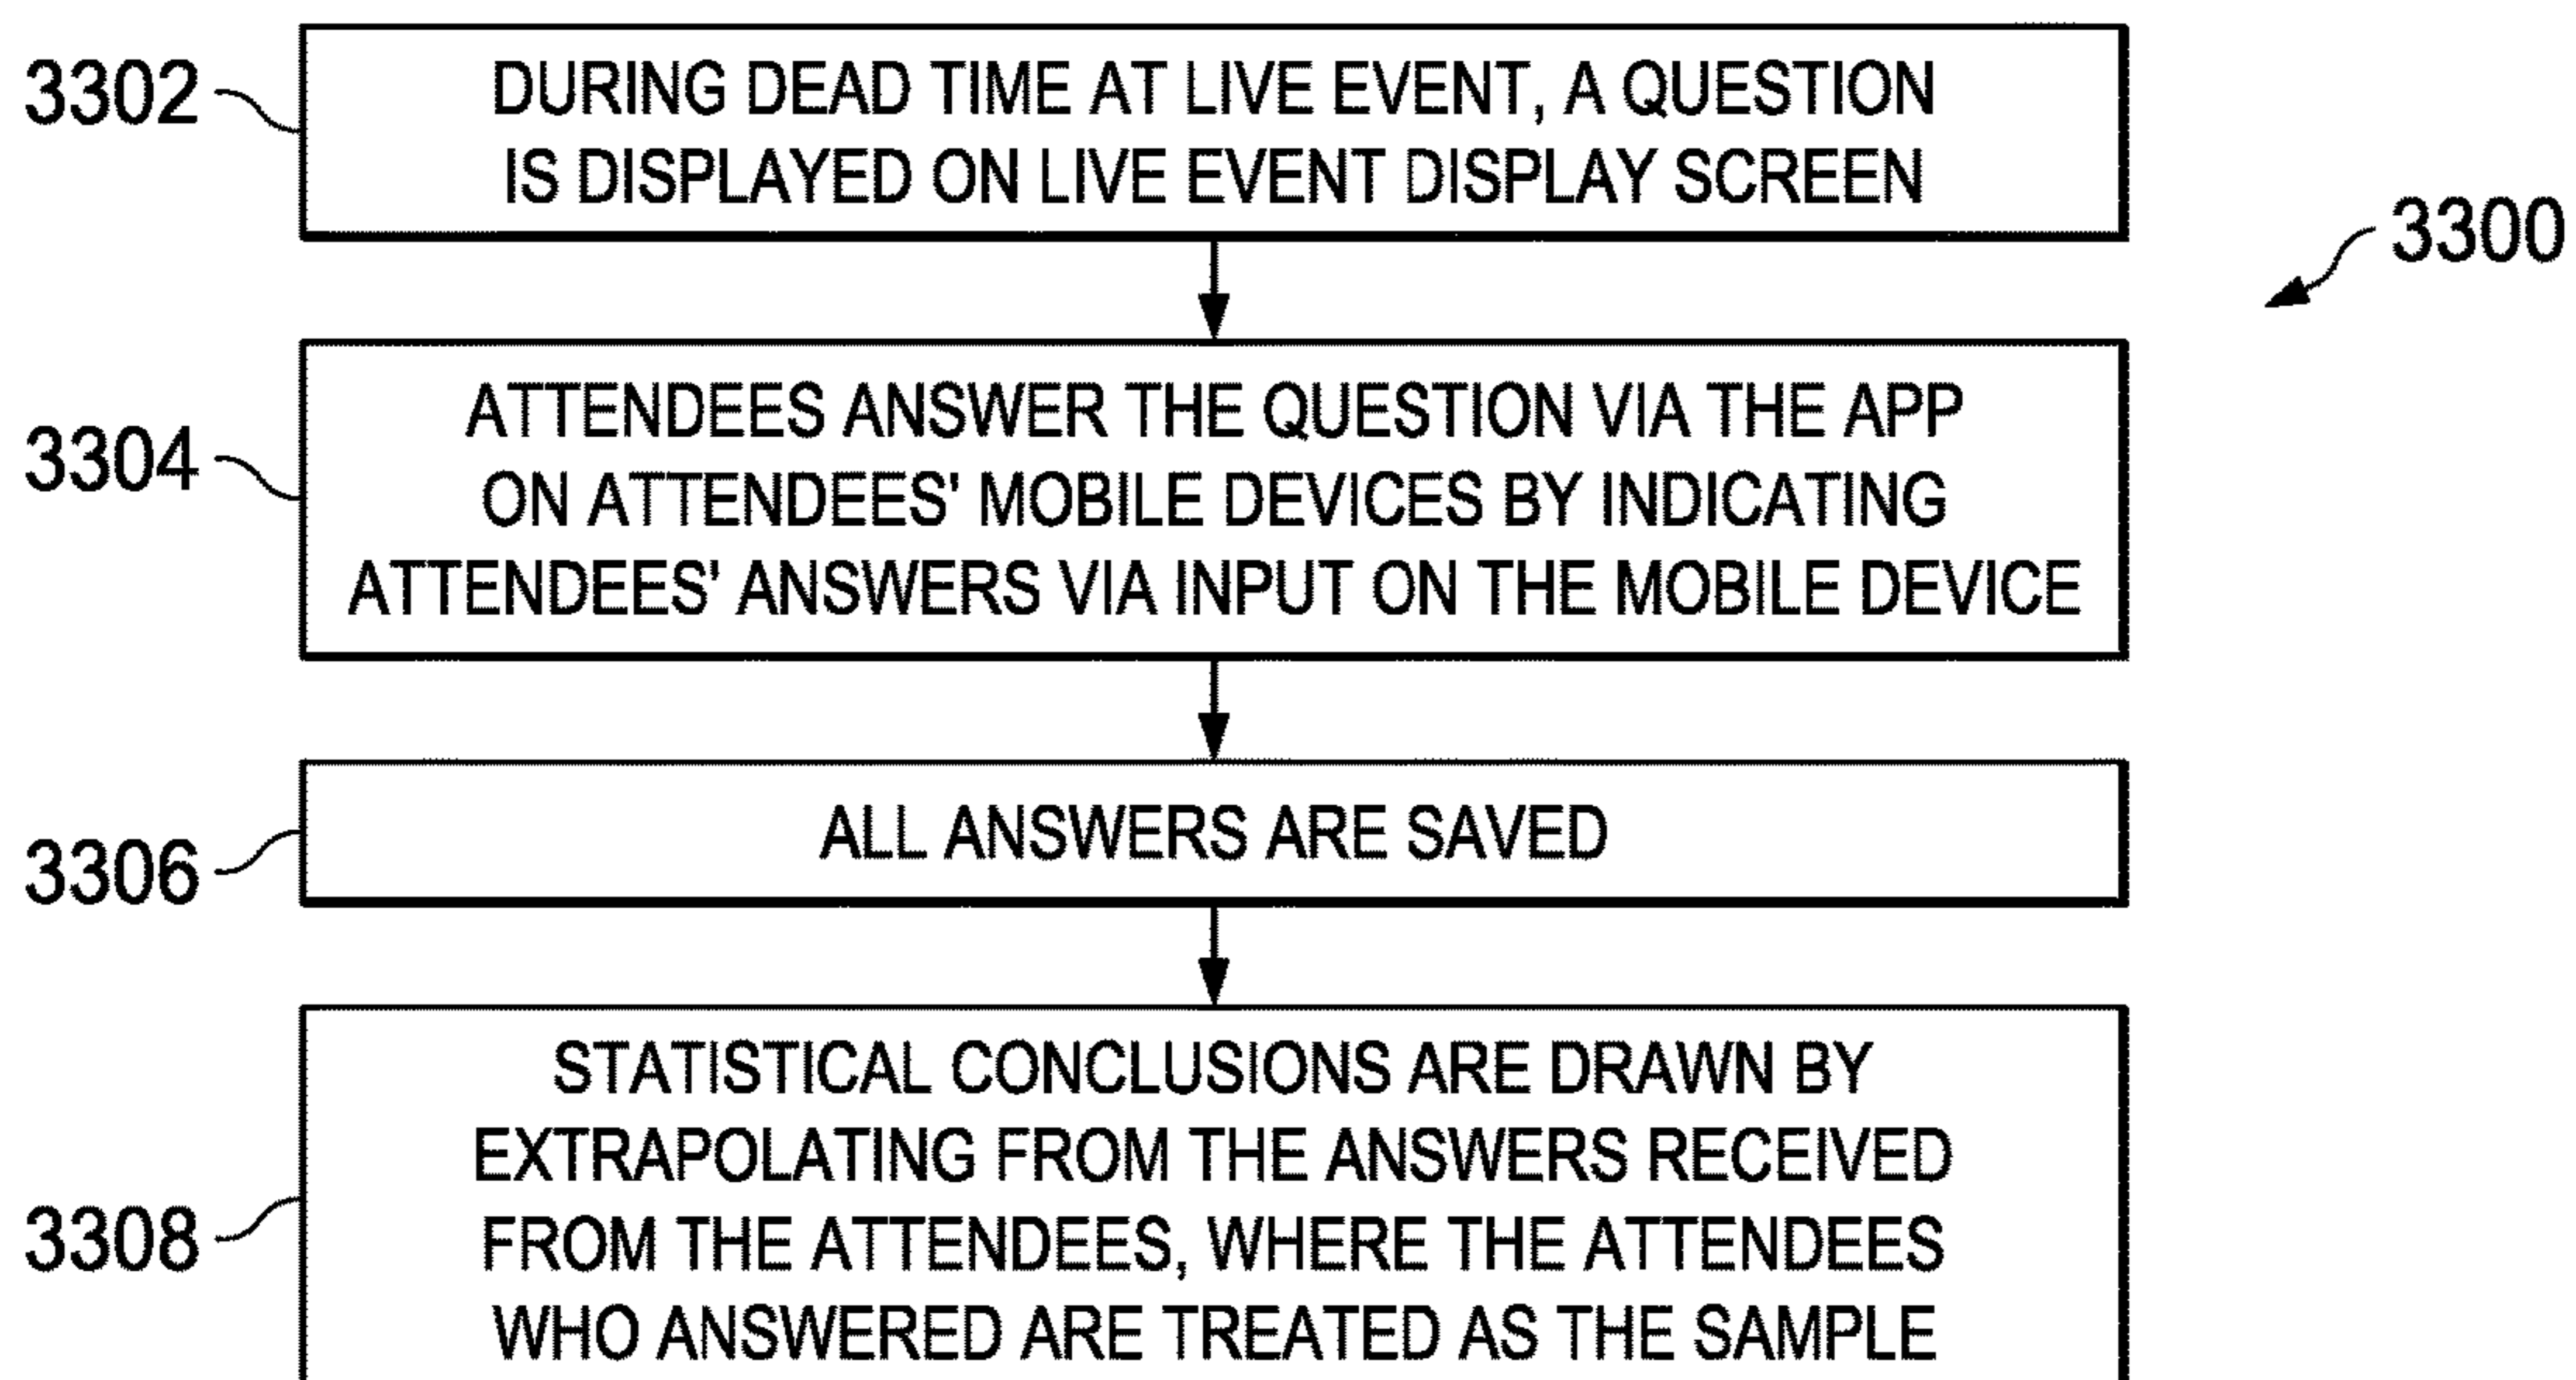 3302
DURING DEAD TIME AT LIVE EVENT, A QUESTION
IS DISPLAYED ON LIVE EVENT DISPLAY SCREEN
3300
3304
ATTENDEES ANSWER THE QUESTION VIA THE APP
ON ATTENDEES' MOBILE DEVICES BY INDICATING
ATTENDEES' ANSWERS VIA INPUT ON THE MOBILE DEVICE
3306
ALL ANSWERS ARE SAVED
3308
STATISTICAL CONCLUSIONS ARE DRAWN BY
EXTRAPOLATING FROM THE ANSWERS RECEIVED
FROM THE ATTENDEES, WHERE THE ATTENDEES
WHO ANSWERED ARE TREATED AS THE SAMPLE